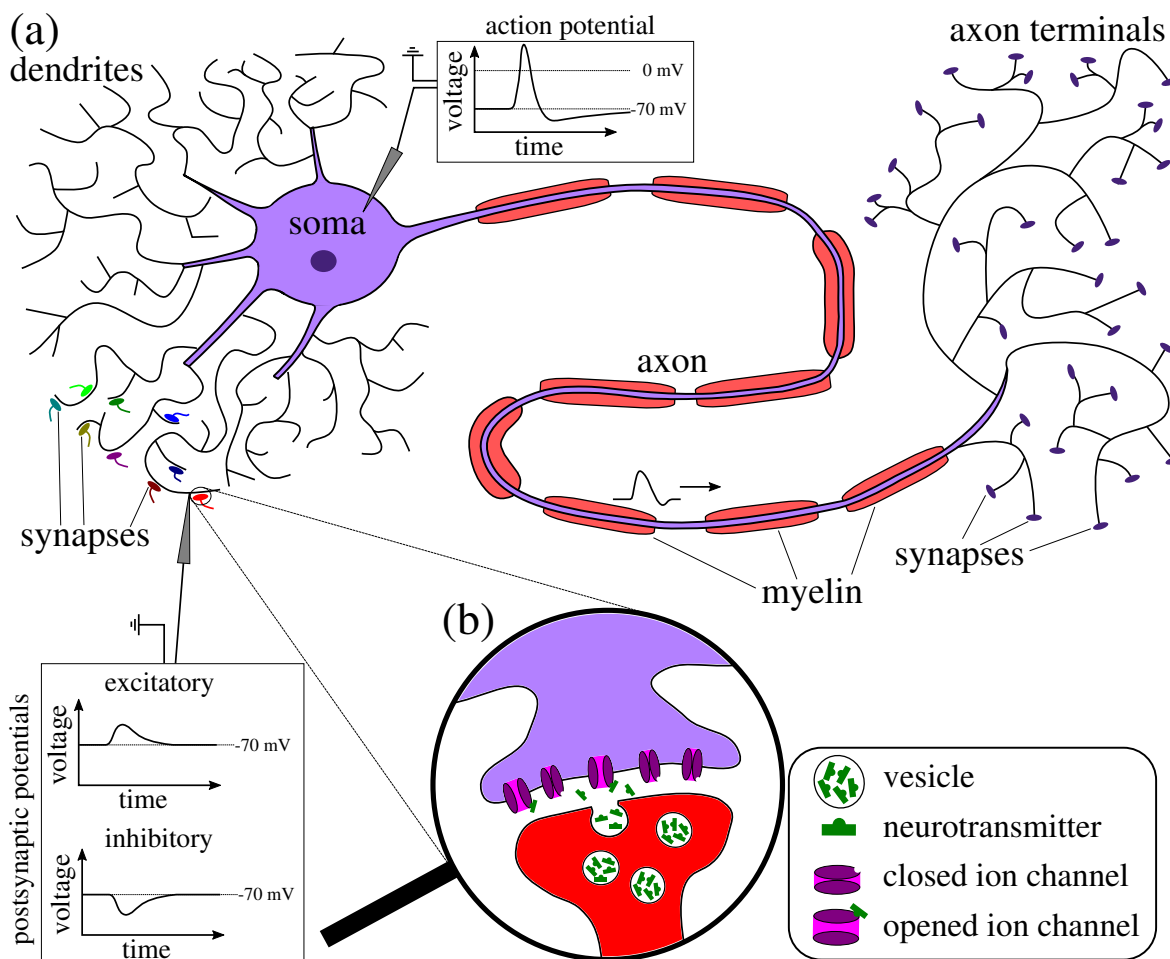 (a)
dendrites
action potential
voltage
0 mV
-70 mV
time
axon terminals
soma
axon
synapses
myelin
synapses
postsynaptic potentials
excitatory
voltage
-70 mV
time
inhibitory
voltage
-70 mV
time
(b)
vesicle
neurotransmitter
closed ion channel
opened ion channel